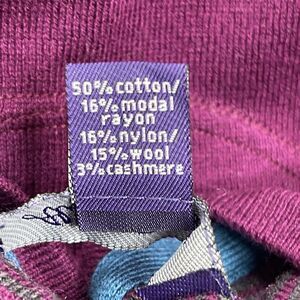 50% cotton/
16% modal
rayon
16% nylon/
15% wool
3% cashmere